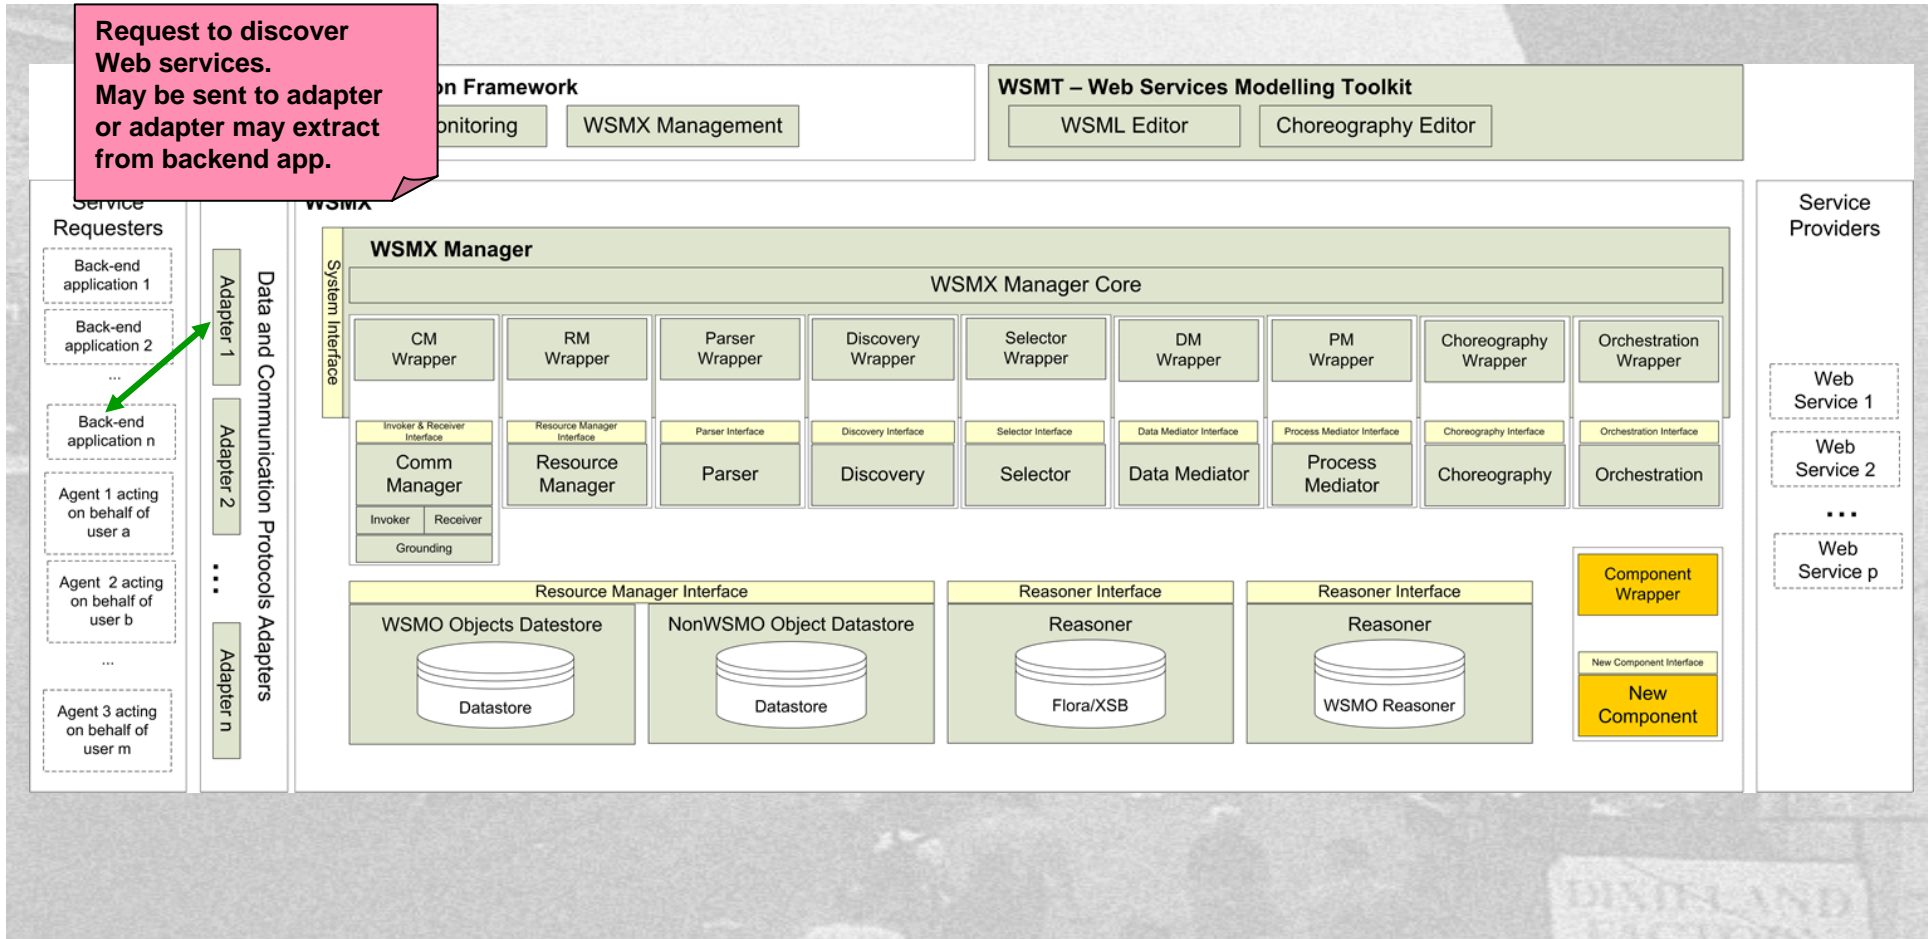 Request to discover
Web services.
May be sent to adapter
or adapter may extract
from backend app.
on Framework
onitoring
WSMX Management
WSMT – Web Services Modelling Toolkit
WSML Editor
Choreography Editor
Service
Requesters
Back-end
application 1
Back-end
application 2
...
Back-end
application n
Agent 1 acting
on behalf of
user a
Agent 2 acting
on behalf of
user b
...
Agent 3 acting
on behalf of
user m
Adapter 1
Adapter 2
...
Adapter n
Data and Communication Protocols Adapters
WSMX
System Interface
WSMX Manager
WSMX Manager Core
CM
Wrapper
RM
Wrapper
Parser
Wrapper
Discovery
Wrapper
Selector
Wrapper
DM
Wrapper
PM
Wrapper
Choreography
Wrapper
Orchestration
Wrapper
Invoker & Receiver
Interface
Resource Manager
Interface
Parser Interface
Discovery Interface
Selector Interface
Data Mediator Interface
Process Mediator Interface
Choreography Interface
Orchestration Interface
Comm
Manager
Resource
Manager
Parser
Discovery
Selector
Data Mediator
Process
Mediator
Choreography
Orchestration
Invoker
Receiver
Grounding
Resource Manager Interface
Reasoner Interface
Reasoner Interface
WSMO Objects Datestore
NonWSMO Object Datastore
Reasoner
Reasoner
Datastore
Datastore
Flora/XSB
WSMO Reasoner
Component
Wrapper
New Component Interface
New
Component
Service
Providers
Web
Service 1
Web
Service 2
...
Web
Service p
DIXIELAND